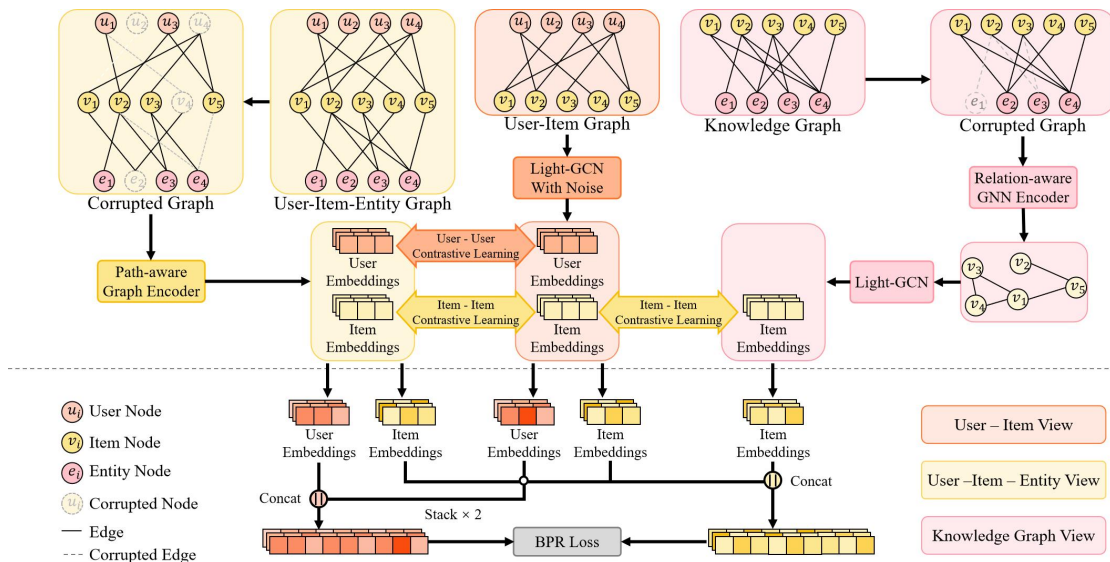 u1 u2 u3 u4
v1 v2 v3 v4 v5
e1 e2 e3 e4
Corrupted Graph
u1 u2 u3 u4
v1 v2 v3 v4 v5
e1 e2 e3 e4
User-Item-Entity Graph
u1 u2 u3 u4
v1 v2 v3 v4 v5
User-Item Graph
v1 v2 v3 v4 v5
e1 e2 e3 e4
Knowledge Graph
v1 v2 v3 v4 v5
e1 e2 e3 e4
Corrupted Graph
Light-GCN
With Noise
Relation-aware
GNN Encoder
Path-aware
Graph Encoder
User - User
Contrastive Learning
User
Embeddings
User
Embeddings
Item - Item
Contrastive Learning
Item - Item
Contrastive Learning
Item
Embeddings
Item
Embeddings
Item
Embeddings
Light-GCN
v3 v2
v5
v4 v1
ui User Node
vi Item Node
ei Entity Node
ui Corrupted Node
Edge
Corrupted Edge
User
Embeddings
Item
Embeddings
User
Embeddings
Item
Embeddings
Item
Embeddings
Concat
Concat
Stack × 2
BPR Loss
User – Item View
User –Item – Entity View
Knowledge Graph View